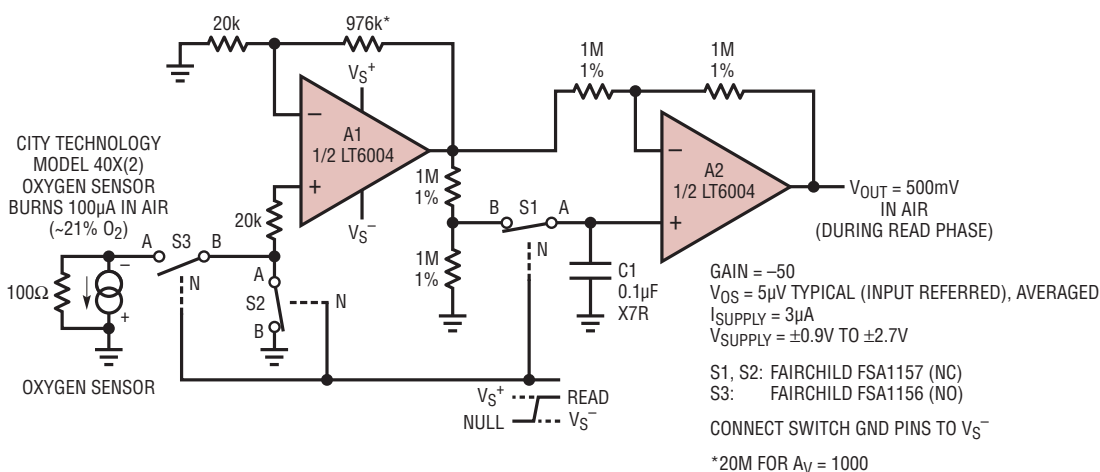 20k
976k*
1M
1%
1M
1%
VS+
CITY TECHNOLOGY
MODEL 40X(2)
OXYGEN SENSOR
BURNS 100µA IN AIR
(~21% O2)
–
A1
1/2 LT6004
+
VS–
1M
1%
–
A2
1/2 LT6004
+
VOUT = 500mV
IN AIR
(DURING READ PHASE)
20k
B S1 A
N
A S3 B
N
–
100Ω
+
A
S2
B
N
1M
1%
C1
0.1µF
X7R
GAIN = –50
VOS = 5µV TYPICAL (INPUT REFERRED), AVERAGED
ISUPPLY = 3µA
VSUPPLY = ±0.9V TO ±2.7V
OXYGEN SENSOR
S1, S2: FAIRCHILD FSA1157 (NC)
S3: FAIRCHILD FSA1156 (NO)
VS+ READ
NULL VS–
CONNECT SWITCH GND PINS TO VS–
*20M FOR AV = 1000